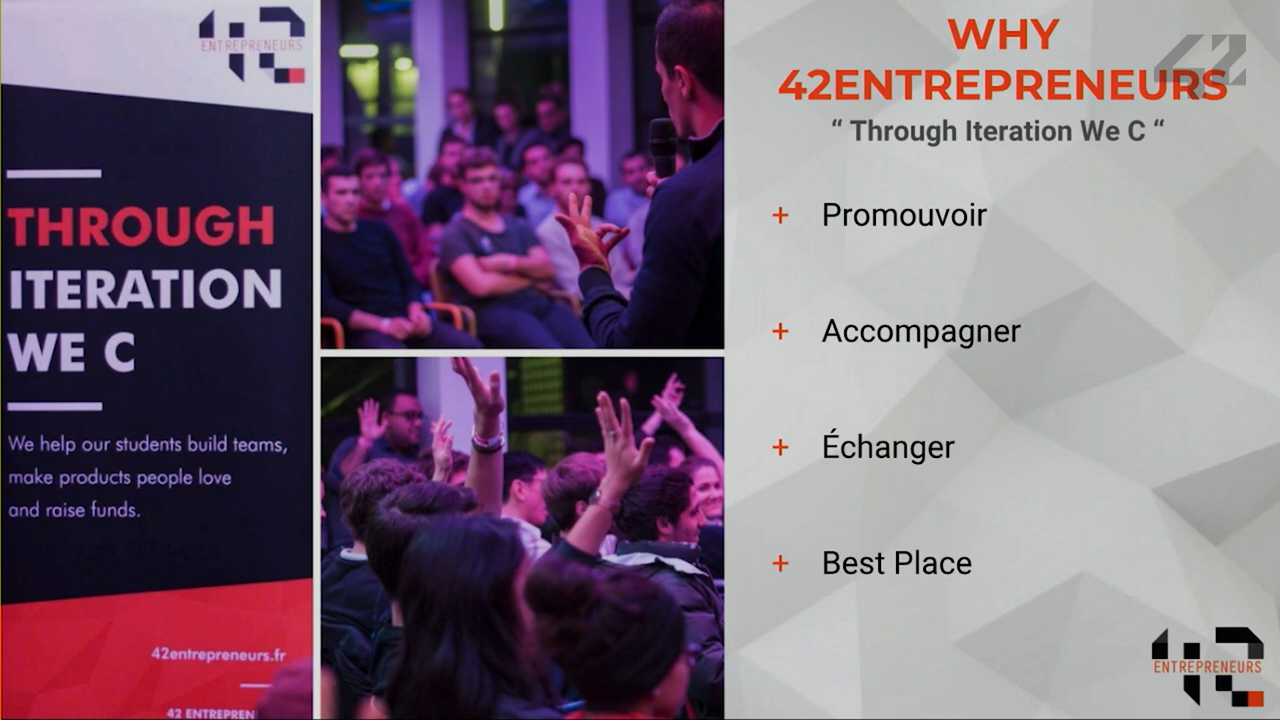 ENTREPRENEURS
THROUGH
ITERATION
WE C
We help our students build teams,
make products people love
and raise funds.
42entrepreneurs.fr
42 ENTREPREN
WHY
42ENTREPRENEURS
“ Through Iteration We C “
42
+ Promouvoir
+ Accompagner
+ Échanger
+ Best Place
ENTREPRENEURS